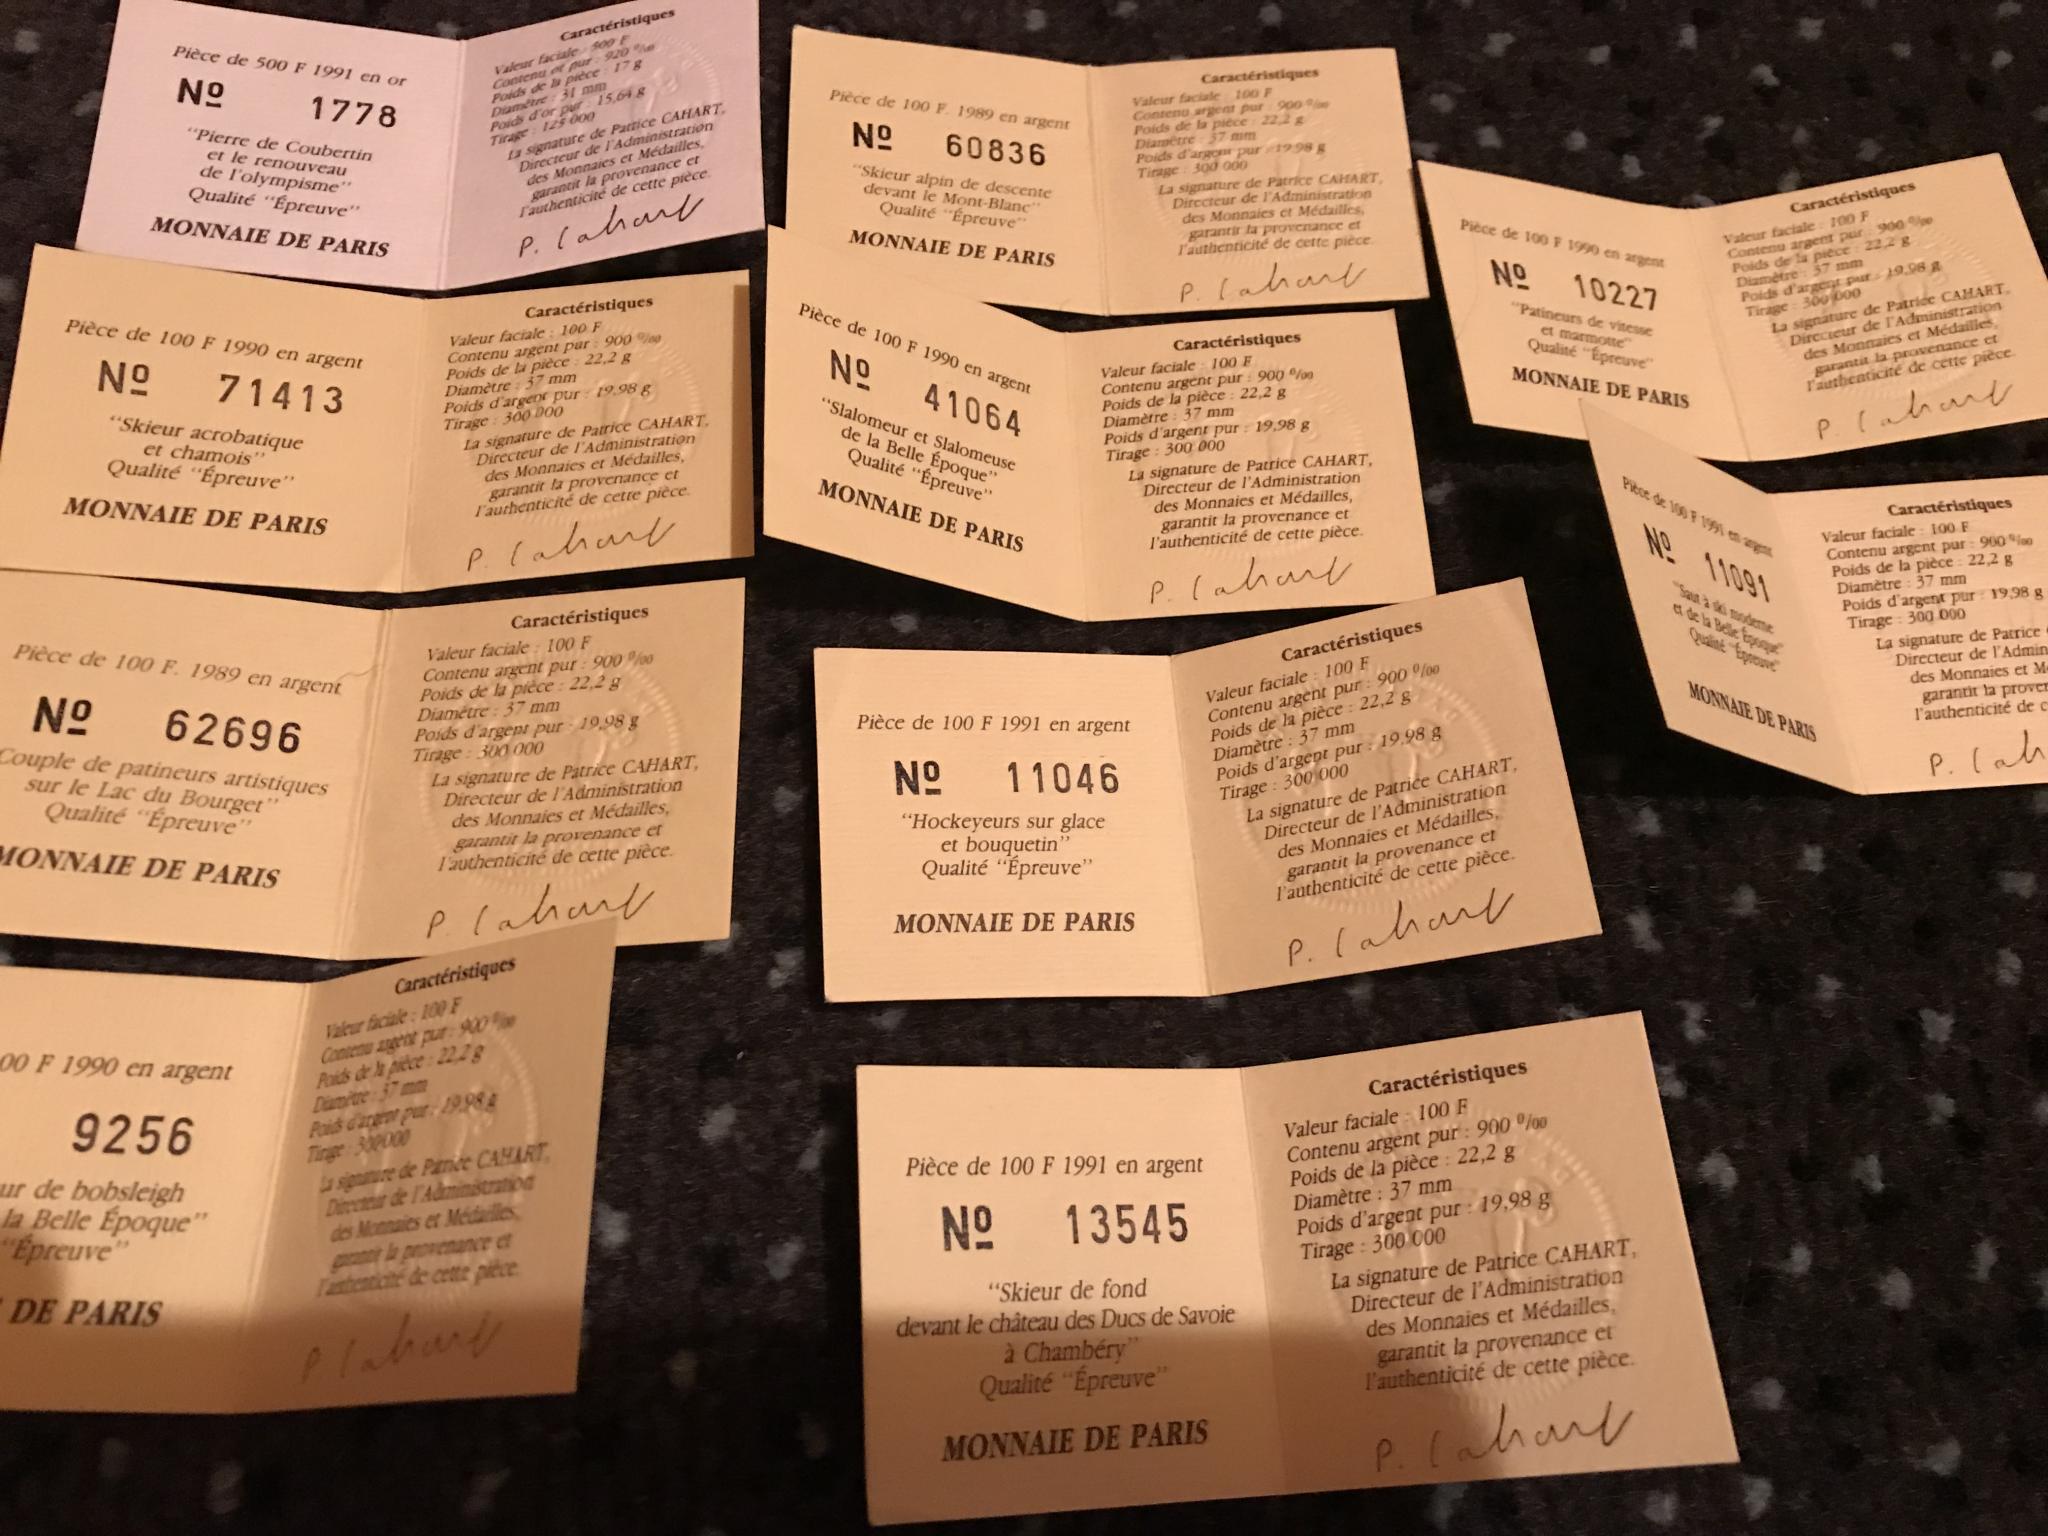 Pièce de 500 F 1991 en or
Nº 1778
"Pierre de Coubertin
et le renouveau
de l'olympisme"
Qualité "Épreuve"
MONNAIE DE PARIS
Caractéristiques
Valeur faciale : 500 F
Contenu or pur : 920 ‰
Poids de la pièce : 17 g
Diamètre : 31 mm
Poids d'or pur : 15,64 g
Tirage : 125 000
La signature de Patrice CAHART,
Directeur de l'Administration
des Monnaies et Médailles,
garantit la provenance et
l'authenticité de cette pièce.
P. Cahart
Pièce de 100 F. 1989 en argent
Nº 60836
"Skieur alpin de descente
devant le Mont-Blanc"
Qualité "Épreuve"
MONNAIE DE PARIS
Caractéristiques
Valeur faciale : 100 F
Contenu argent pur : 900 ‰
Poids de la pièce : 22,2 g
Diamètre : 37 mm
Poids d'argent pur : 19,98 g
Tirage : 300 000
La signature de Patrice CAHART,
Directeur de l'Administration
des Monnaies et Médailles,
garantit la provenance et
l'authenticité de cette pièce.
P. Cahart
Pièce de 100 F 1990 en argent
Nº 10227
"Patineurs de vitesse
et marmotte"
Qualité "Épreuve"
MONNAIE DE PARIS
Caractéristiques
Valeur faciale : 100 F
Contenu argent pur : 900 ‰
Poids de la pièce : 22,2 g
Diamètre : 37 mm
Poids d'argent pur : 19,98 g
Tirage : 300 000
La signature de Patrice CAHART,
Directeur de l'Administration
des Monnaies et Médailles,
garantit la provenance et
l'authenticité de cette pièce.
P. Cahart
Pièce de 100 F 1990 en argent
Nº 71413
"Skieur acrobatique
et chamois"
Qualité "Épreuve"
MONNAIE DE PARIS
Caractéristiques
Valeur faciale : 100 F
Contenu argent pur : 900 ‰
Poids de la pièce : 22,2 g
Diamètre : 37 mm
Poids d'argent pur : 19,98 g
Tirage : 300 000
La signature de Patrice CAHART,
Directeur de l'Administration
des Monnaies et Médailles,
garantit la provenance et
l'authenticité de cette pièce.
P. Cahart
Pièce de 100 F 1990 en argent
Nº 41064
"Slalomeur et Slalomeuse
de la Belle Époque"
Qualité "Épreuve"
MONNAIE DE PARIS
Caractéristiques
Valeur faciale : 100 F
Contenu argent pur : 900 ‰
Poids de la pièce : 22,2 g
Diamètre : 37 mm
Poids d'argent pur : 19,98 g
Tirage : 300 000
La signature de Patrice CAHART,
Directeur de l'Administration
des Monnaies et Médailles,
garantit la provenance et
l'authenticité de cette pièce.
P. Cahart
Pièce de 100 F 1991 en argent
Nº 11091
"Saut à ski moderne
et de la Belle Époque"
Qualité "Épreuve"
MONNAIE DE PARIS
Caractéristiques
Valeur faciale : 100 F
Contenu argent pur : 900 ‰
Poids de la pièce : 22,2 g
Diamètre : 37 mm
Poids d'argent pur : 19,98 g
Tirage : 300 000
La signature de Patrice
Directeur de l'Admin
des Monnaies et M
garantit la prover
l'authenticité de c
P. Cah
Pièce de 100 F. 1989 en argent
Nº 62696
Couple de patineurs artistiques
sur le Lac du Bourget"
Qualité "Épreuve"
MONNAIE DE PARIS
Caractéristiques
Valeur faciale : 100 F
Contenu argent pur : 900 ‰
Poids de la pièce : 22,2 g
Diamètre : 37 mm
Poids d'argent pur : 19,98 g
Tirage : 300 000
La signature de Patrice CAHART,
Directeur de l'Administration
des Monnaies et Médailles,
garantit la provenance et
l'authenticité de cette pièce.
P. Cahart
Pièce de 100 F 1991 en argent
Nº 11046
"Hockeyeurs sur glace
et bouquetin"
Qualité "Épreuve"
MONNAIE DE PARIS
Caractéristiques
Valeur faciale : 100 F
Contenu argent pur : 900 ‰
Poids de la pièce : 22,2 g
Diamètre : 37 mm
Poids d'argent pur : 19,98 g
Tirage : 300 000
La signature de Patrice CAHART,
Directeur de l'Administration
des Monnaies et Médailles,
garantit la provenance et
l'authenticité de cette pièce.
P. Cahart
00 F 1990 en argent
9256
ur de bobsleigh
la Belle Époque"
"Épreuve"
DE PARIS
Caractéristiques
Valeur faciale : 100 F
Contenu argent pur : 900 ‰
Poids de la pièce : 22,2 g
Diamètre : 37 mm
Poids d'argent pur : 19,98 g
Tirage : 300 000
La signature de Patrice CAHART,
Directeur de l'Administration
des Monnaies et Médailles,
garantit la provenance et
l'authenticité de cette pièce.
P. Cahart
Pièce de 100 F 1991 en argent
Nº 13545
"Skieur de fond
devant le château des Ducs de Savoie
à Chambéry"
Qualité "Épreuve"
MONNAIE DE PARIS
Caractéristiques
Valeur faciale : 100 F
Contenu argent pur : 900 ‰
Poids de la pièce : 22,2 g
Diamètre : 37 mm
Poids d'argent pur : 19,98 g
Tirage : 300 000
La signature de Patrice CAHART,
Directeur de l'Administration
des Monnaies et Médailles,
garantit la provenance et
l'authenticité de cette pièce.
P. Cahart